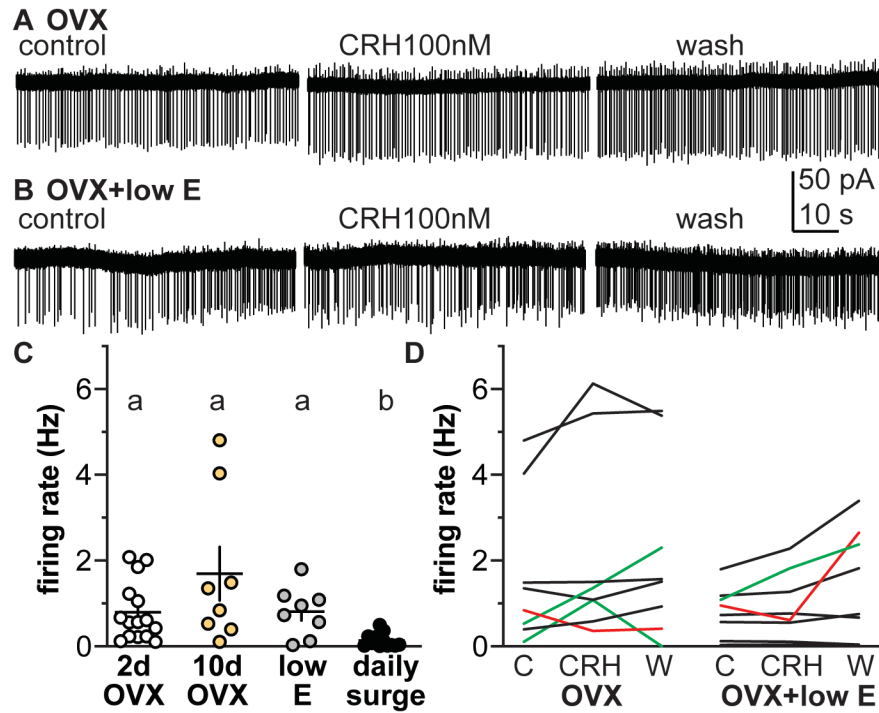 A OVX
control CRH100nM wash
50 pA
10 s
B OVX+low E
control CRH100nM wash
C
firing rate (Hz)
6
4
2
0
a a a b
2d OVX
10d OVX
low E
daily surge
D
firing rate (Hz)
6
4
2
0
C CRH W C CRH W
OVX OVX+low E